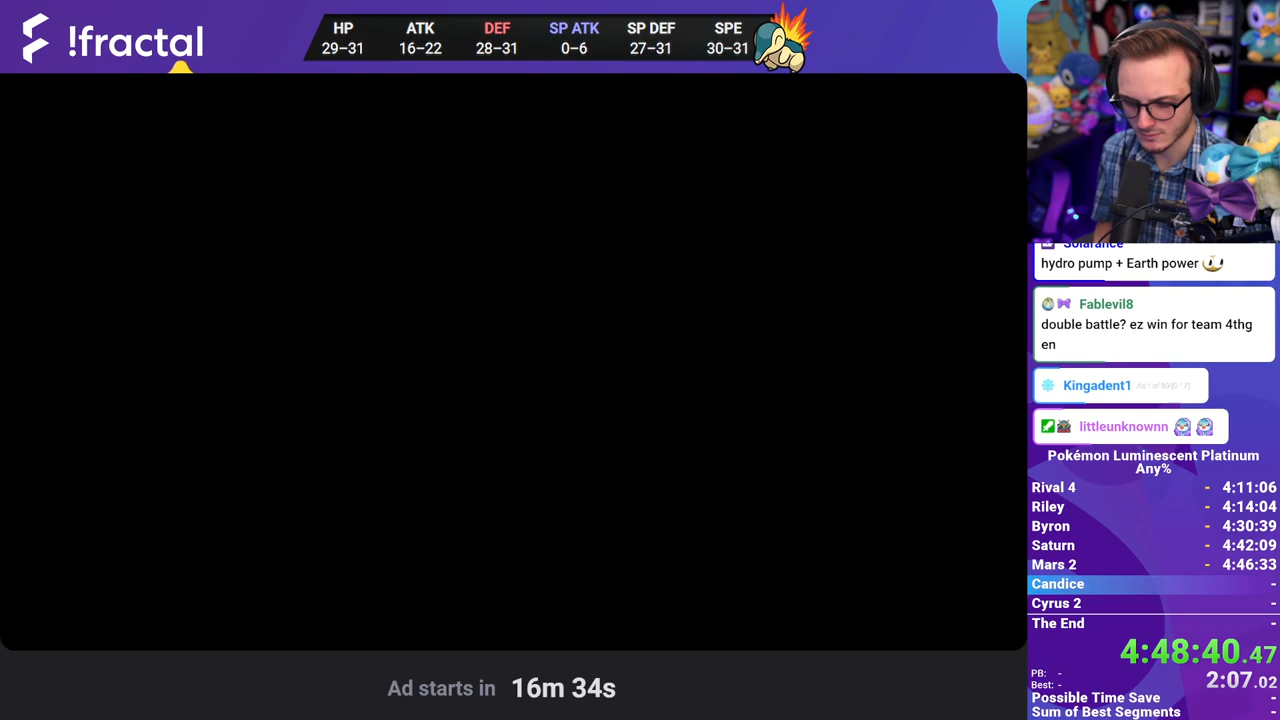 !fractal
HP ATK DEF SP ATK SP DEF SPE
29–31 16–22 28–31 0–6 27–31 30–31
Solarance
hydro pump + Earth power
Fablevil8
double battle? ez win for team 4thg
en
Kingadent1
littleunknownn
Pokémon Luminescent Platinum
Any%
Rival 4 - 4:11:06
Riley - 4:14:04
Byron - 4:30:39
Saturn - 4:42:09
Mars 2 - 4:46:33
Candice -
Cyrus 2 -
The End -
4:48:40.47
PB: -
Best: - 2:07.02
Possible Time Save -
Sum of Best Segments -
Ad starts in 16m 34s